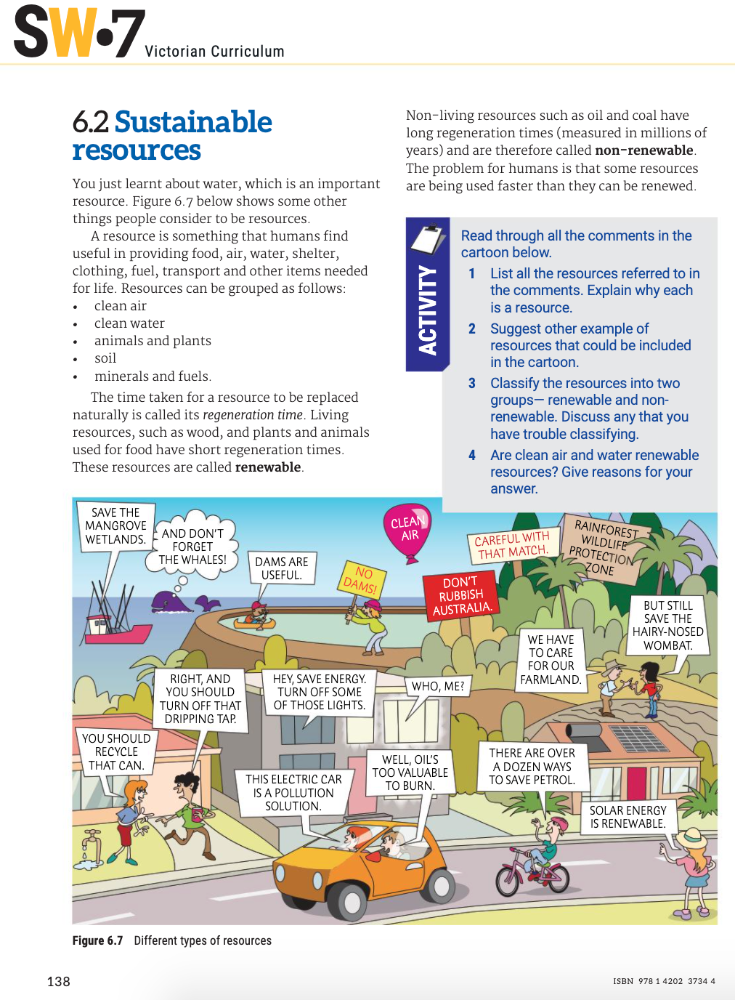 SW·7
Victorian Curriculum
6.2 Sustainable
resources
You just learnt about water, which is an important
resource. Figure 6.7 below shows some other
things people consider to be resources.
A resource is something that humans find
useful in providing food, air, water, shelter,
clothing, fuel, transport and other items needed
for life. Resources can be grouped as follows:
• clean air
• clean water
• animals and plants
• soil
• minerals and fuels.
The time taken for a resource to be replaced
naturally is called its regeneration time. Living
resources, such as wood, and plants and animals
used for food have short regeneration times.
These resources are called renewable.
Non-living resources such as oil and coal have
long regeneration times (measured in millions of
years) and are therefore called non-renewable.
The problem for humans is that some resources
are being used faster than they can be renewed.
ACTIVITY
Read through all the comments in the
cartoon below.
1 List all the resources referred to in
the comments. Explain why each
is a resource.
2 Suggest other example of
resources that could be included
in the cartoon.
3 Classify the resources into two
groups— renewable and non-
renewable. Discuss any that you
have trouble classifying.
4 Are clean air and water renewable
resources? Give reasons for your
answer.
SAVE THE
MANGROVE
WETLANDS.
AND DON'T
FORGET
THE WHALES!
DAMS ARE
USEFUL.
NO
DAMS!
CLEAN
AIR
DON'T
RUBBISH
AUSTRALIA.
CAREFUL WITH
THAT MATCH.
RAINFOREST
WILDLIFE
PROTECTION
ZONE
BUT STILL
SAVE THE
HAIRY-NOSED
WOMBAT.
WE HAVE
TO CARE
FOR OUR
FARMLAND.
RIGHT, AND
YOU SHOULD
TURN OFF THAT
DRIPPING TAP.
HEY, SAVE ENERGY.
TURN OFF SOME
OF THOSE LIGHTS.
WHO, ME?
YOU SHOULD
RECYCLE
THAT CAN.
THIS ELECTRIC CAR
IS A POLLUTION
SOLUTION.
WELL, OIL'S
TOO VALUABLE
TO BURN.
THERE ARE OVER
A DOZEN WAYS
TO SAVE PETROL.
SOLAR ENERGY
IS RENEWABLE.
Figure 6.7 Different types of resources
138
ISBN 978 1 4202 3734 4